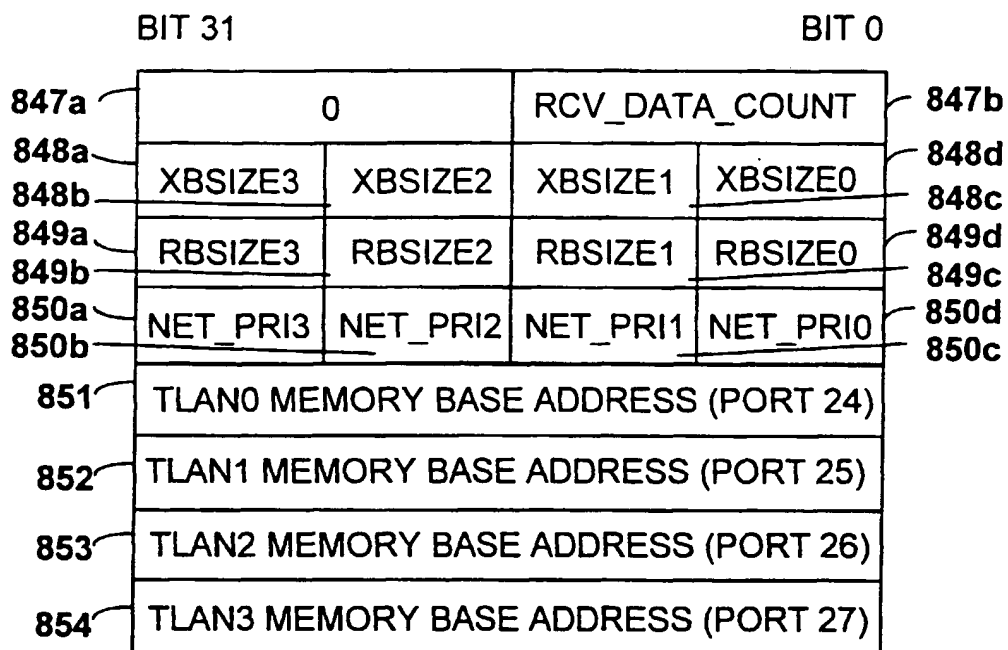 BIT 31 BIT 0
847a 0 RCV_DATA_COUNT 847b
848a XBSIZE3 XBSIZE2 XBSIZE1 XBSIZE0 848d
848b 848c
849a RBSIZE3 RBSIZE2 RBSIZE1 RBSIZE0 849d
849b 849c
850a NET_PRI3 NET_PRI2 NET_PRI1 NET_PRI0 850d
850b 850c
851 TLAN0 MEMORY BASE ADDRESS (PORT 24)
852 TLAN1 MEMORY BASE ADDRESS (PORT 25)
853 TLAN2 MEMORY BASE ADDRESS (PORT 26)
854 TLAN3 MEMORY BASE ADDRESS (PORT 27)